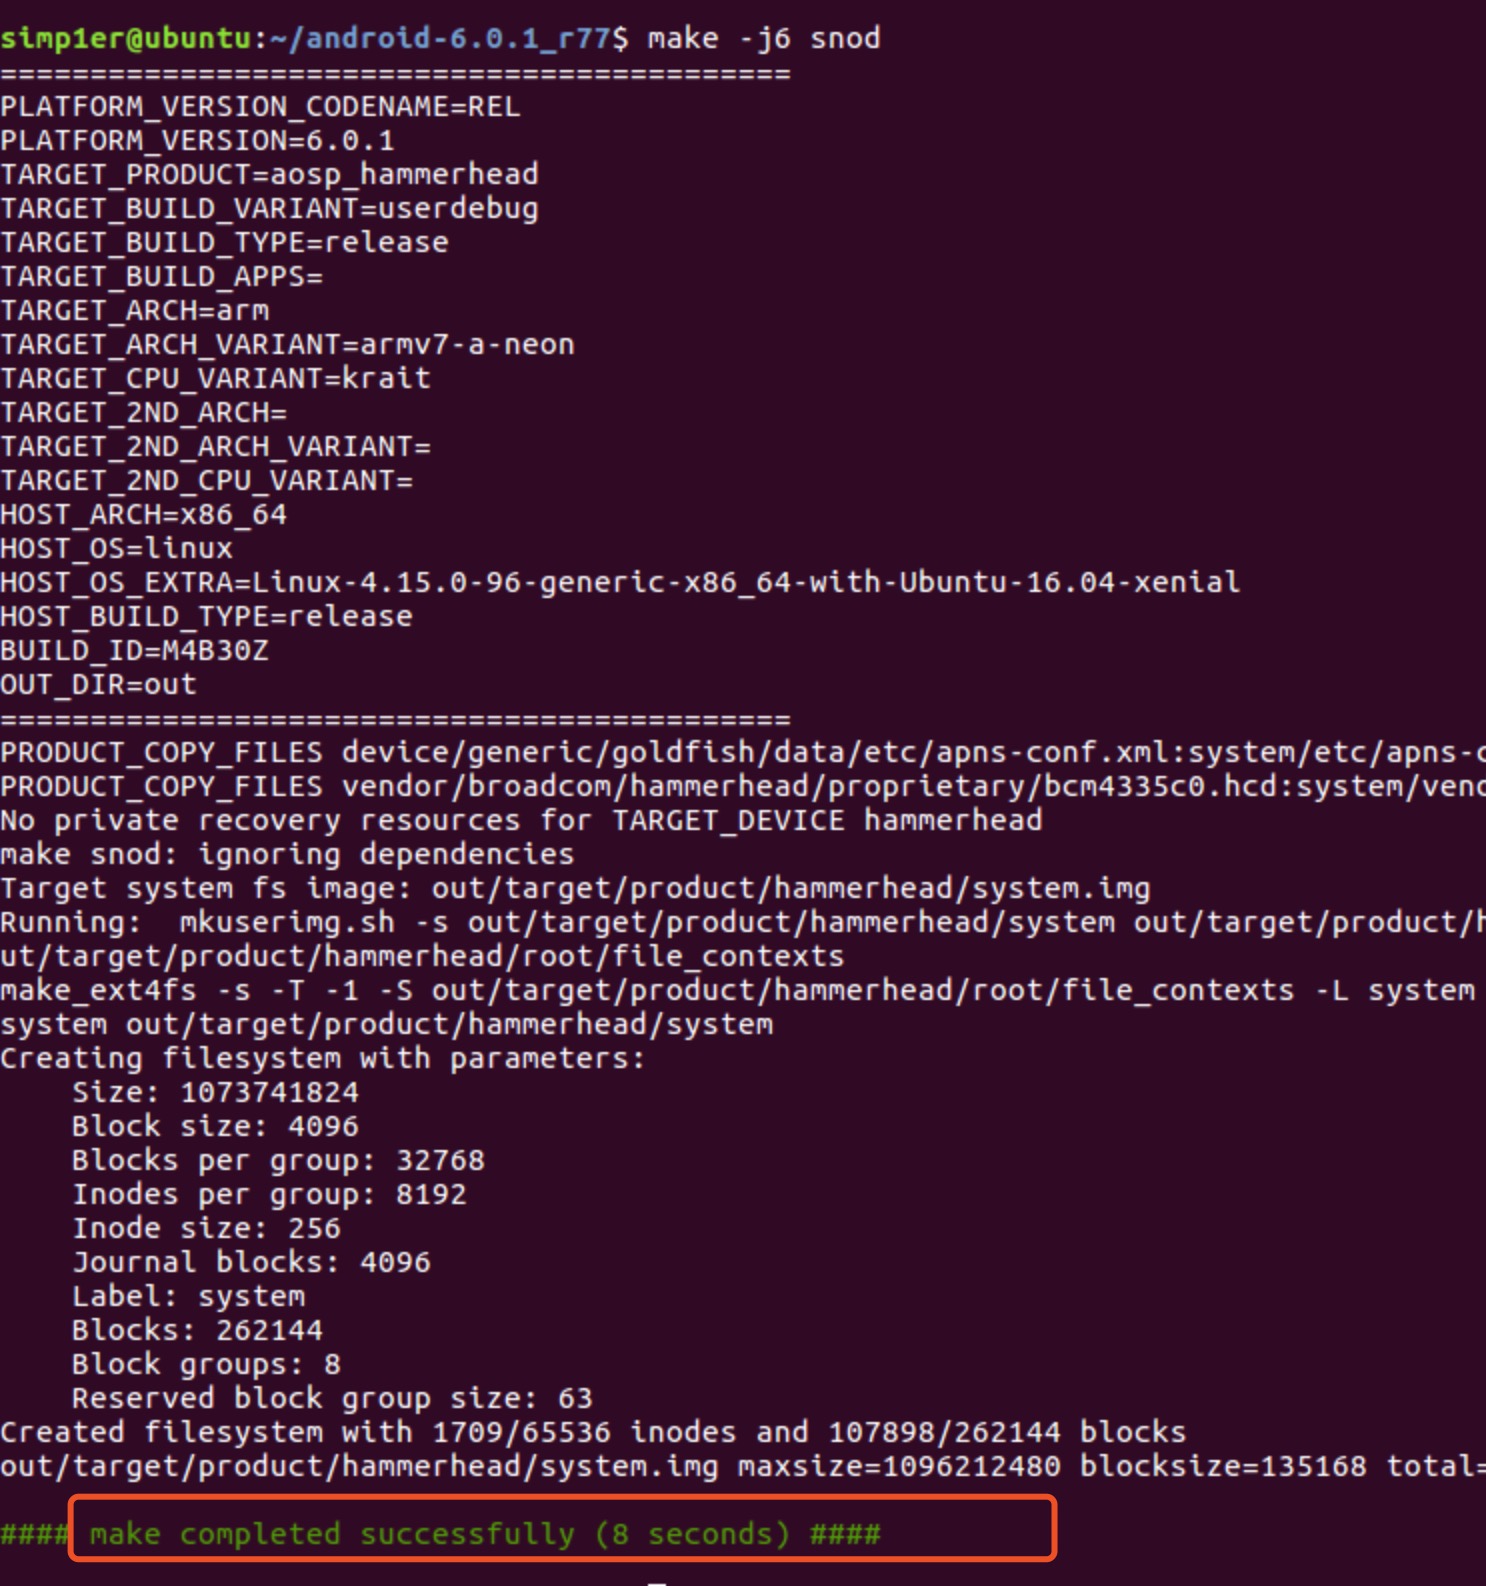 simp1er@ubuntu:~/android-6.0.1_r77$ make -j6 snod
============================================
PLATFORM_VERSION_CODENAME=REL
PLATFORM_VERSION=6.0.1
TARGET_PRODUCT=aosp_hammerhead
TARGET_BUILD_VARIANT=userdebug
TARGET_BUILD_TYPE=release
TARGET_BUILD_APPS=
TARGET_ARCH=arm
TARGET_ARCH_VARIANT=armv7-a-neon
TARGET_CPU_VARIANT=krait
TARGET_2ND_ARCH=
TARGET_2ND_ARCH_VARIANT=
TARGET_2ND_CPU_VARIANT=
HOST_ARCH=x86_64
HOST_OS=linux
HOST_OS_EXTRA=Linux-4.15.0-96-generic-x86_64-with-Ubuntu-16.04-xenial
HOST_BUILD_TYPE=release
BUILD_ID=M4B30Z
OUT_DIR=out
============================================
PRODUCT_COPY_FILES device/generic/goldfish/data/etc/apns-conf.xml:system/etc/apns-c
PRODUCT_COPY_FILES vendor/broadcom/hammerhead/proprietary/bcm4335c0.hcd:system/vend
No private recovery resources for TARGET_DEVICE hammerhead
make snod: ignoring dependencies
Target system fs image: out/target/product/hammerhead/system.img
Running:  mkuserimg.sh -s out/target/product/hammerhead/system out/target/product/h
ut/target/product/hammerhead/root/file_contexts
make_ext4fs -s -T -1 -S out/target/product/hammerhead/root/file_contexts -L system
system out/target/product/hammerhead/system
Creating filesystem with parameters:
    Size: 1073741824
    Block size: 4096
    Blocks per group: 32768
    Inodes per group: 8192
    Inode size: 256
    Journal blocks: 4096
    Label: system
    Blocks: 262144
    Block groups: 8
    Reserved block group size: 63
Created filesystem with 1709/65536 inodes and 107898/262144 blocks
out/target/product/hammerhead/system.img maxsize=1096212480 blocksize=135168 total=
#### make completed successfully (8 seconds) ####